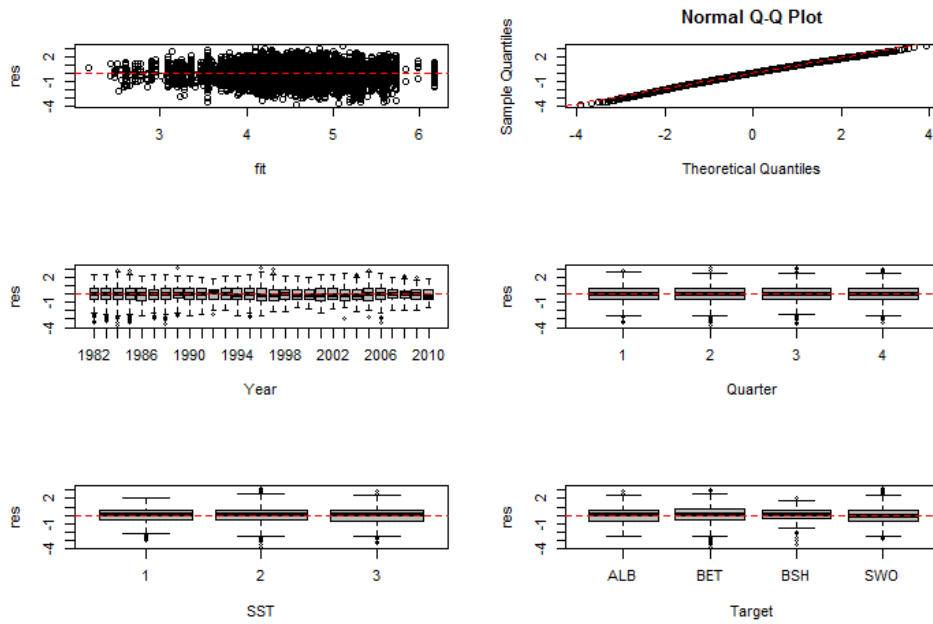 res
2
-1
-4
3
4
5
6
fit
Normal Q-Q Plot
Sample Quantiles
2
-1
-4
-4
-2
0
2
4
Theoretical Quantiles
res
2
-1
-4
1982
1986
1990
1994
1998
2002
2006
2010
Year
res
2
-1
-4
1
2
3
4
Quarter
res
2
-1
-4
1
2
3
SST
res
2
-1
-4
ALB
BET
BSH
SWO
Target